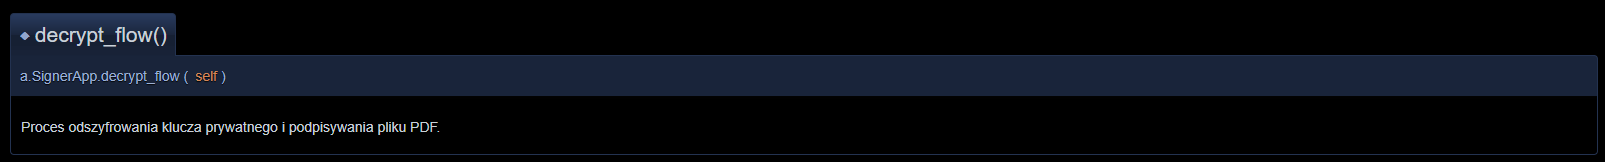 ◆ decrypt_flow()
a.SignerApp.decrypt_flow ( self )
Proces odszyfrowania klucza prywatnego i podpisywania pliku PDF.